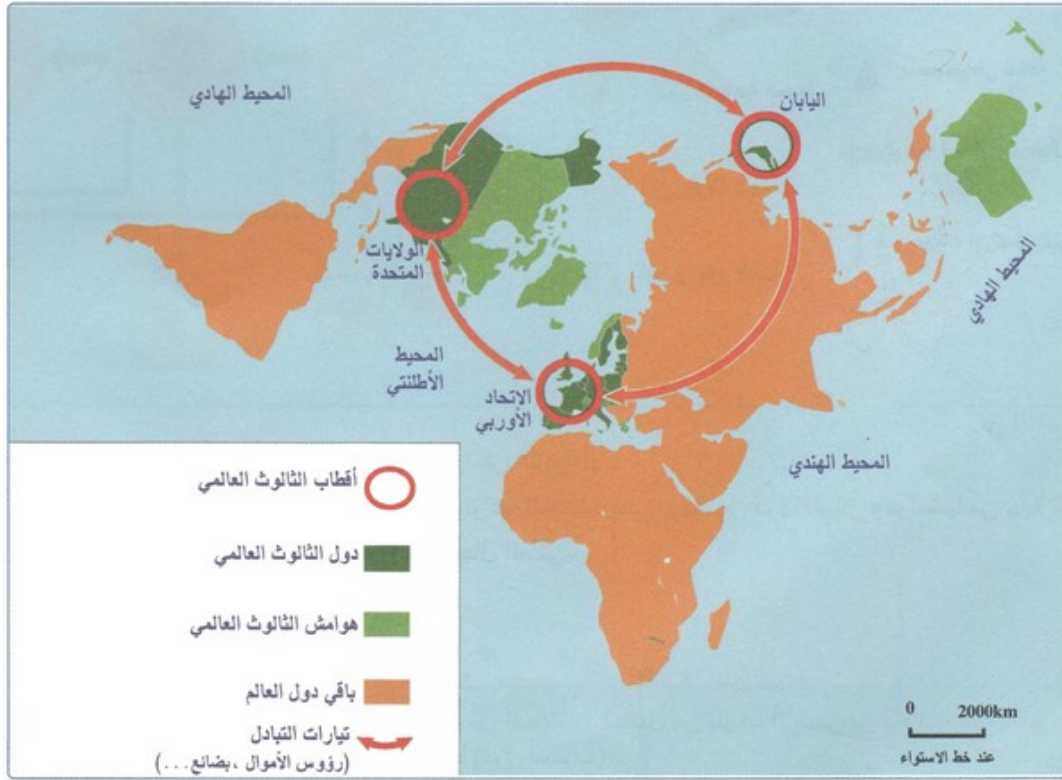 المحيط الهادي
اليابان
الولايات
المتحدة
المحيط الهادي
المحيط
الأطلنتي
الاتحاد
الأوربي
المحيط الهندي
أقطاب الثالوث العالمي
دول الثالوث العالمي
هوامش الثالوث العالمي
باقي دول العالم
تيارات التبادل
(رؤوس الأموال ،بضائع...)
0 2000km
عند خط الاستواء